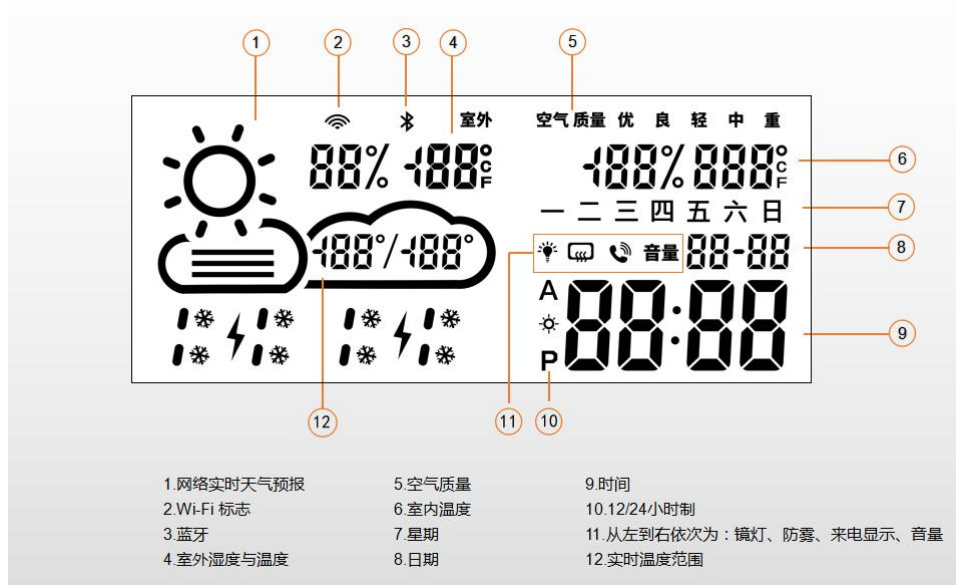 1 2 3 4 5
室外 空气质量 优 良 轻 中 重
88% -188°CF -188% 888°CF
6
一 二 三 四 五 六 日
7
-188°/-188°
音量 88-88
8
A
88:88
9
P
12 11 10
1.网络实时天气预报
2.Wi-Fi 标志
3.蓝牙
4.室外湿度与温度
5.空气质量
6.室内温度
7.星期
8.日期
9.时间
10.12/24小时制
11.从左到右依次为：镜灯、防雾、来电显示、音量
12.实时温度范围